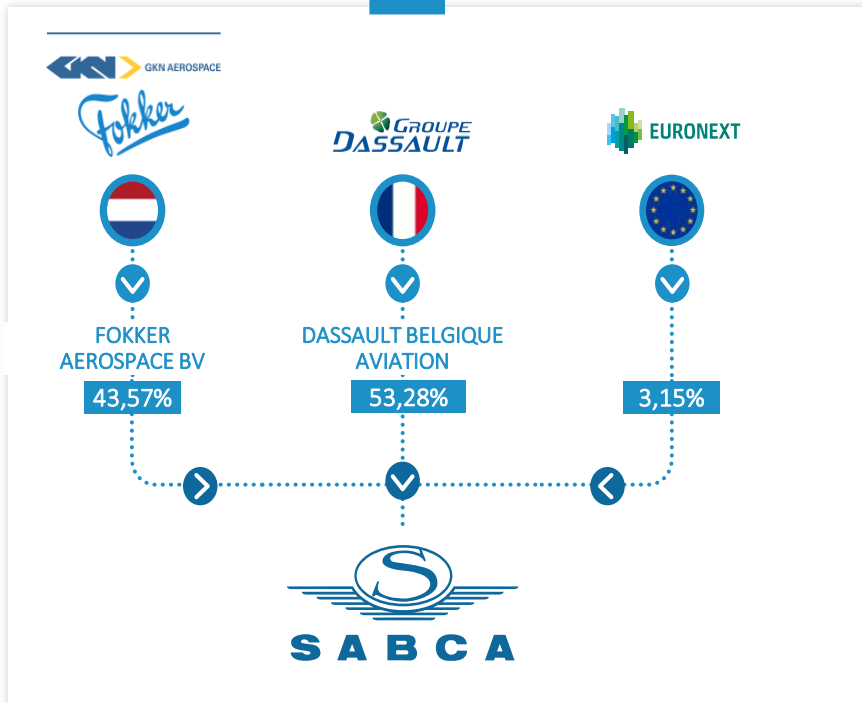 GKN GKN AEROSPACE
Fokker
GROUPE
DASSAULT
EURONEXT
FOKKER
AEROSPACE BV
43,57%
DASSAULT BELGIQUE
AVIATION
53,28%
3,15%
S
SABCA